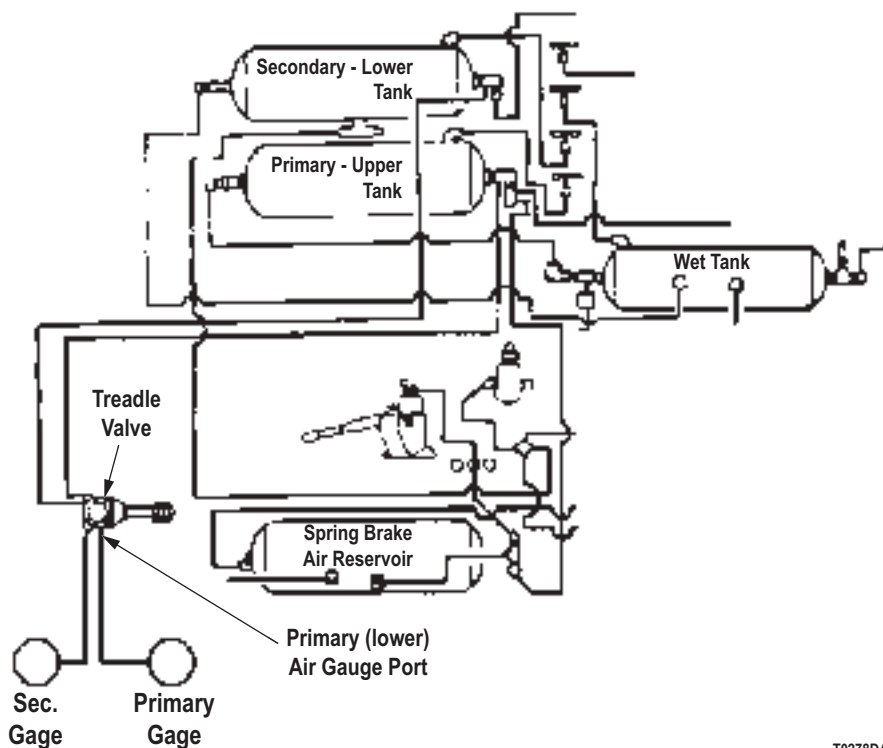 Secondary - Lower
Tank
Primary - Upper
Tank
Wet Tank
Treadle
Valve
Spring Brake
Air Reservoir
Primary (lower)
Air Gauge Port
Sec.
Gage
Primary
Gage